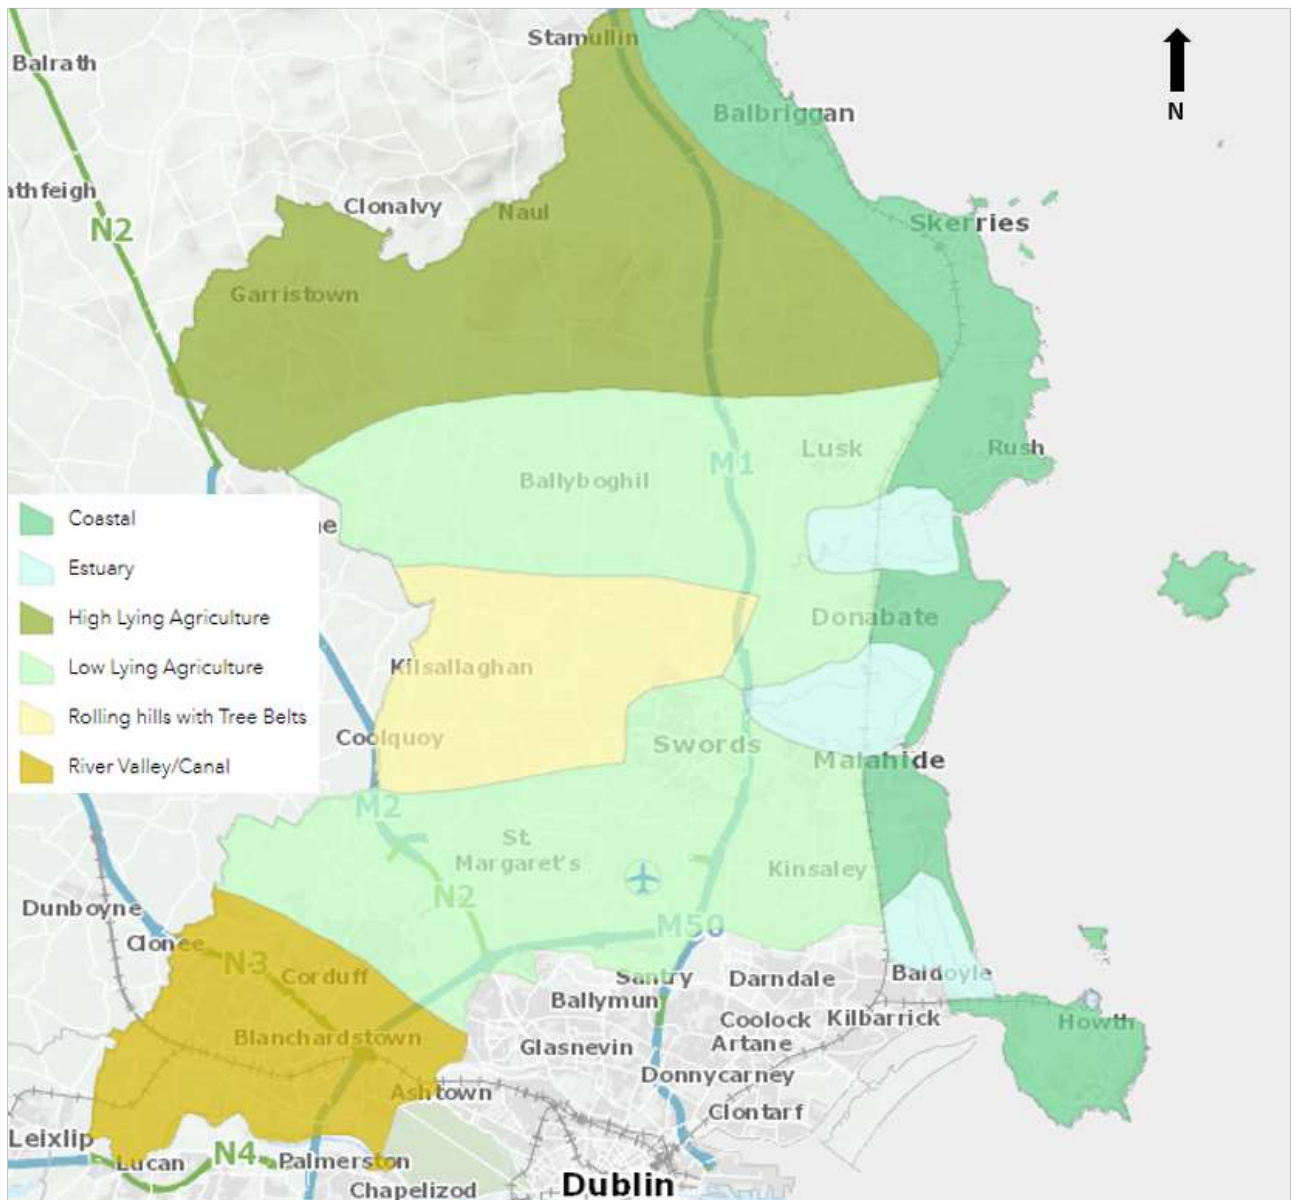 Stamullin
Balrath
Balbriggan
N
athfeigh
Clonalvy
Naul
N2
Skerries
Garristown
Lusk
Rush
M1
Ballyboghil
Coastal
Estuary
High Lying Agriculture
Low Lying Agriculture
Rolling hills with Tree Belts
River Valley/Canal
ne
Donabate
Kilsallaghan
Coolquoy
Swords
Malahide
M2
St.
Margaret's
Kinsaley
N2
Dunboyne
M50
Clonee
N3
Corduff
Santry
Darndale
Baldoyle
Ballymun
Coolock
Kilbarrick
Howth
Blanchardstown
Glasnevin
Artane
Donnycarney
Ashtown
Clontarf
Leixlip
Lucan
N4
Palmerston
Chapelizod
Dublin